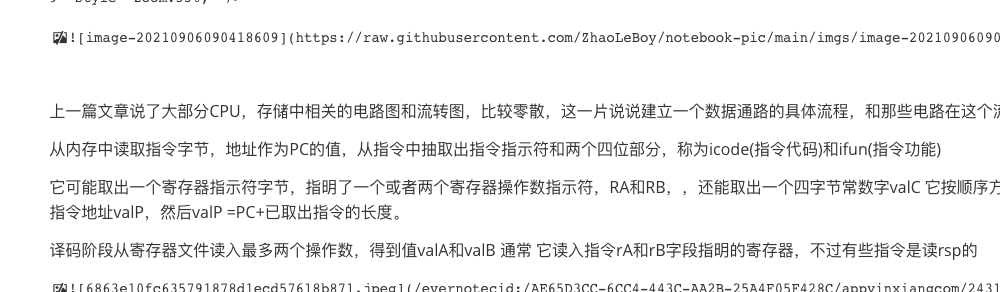 ![image-20210906090418609](https://raw.githubusercontent.com/ZhaoLeBoy/notebook-pic/main/imgs/image-20210906090
上一篇文章说了大部分CPU，存储中相关的电路图和流转图，比较零散，这一片说说建立一个数据通路的具体流程，和那些电路在这个流
从内存中读取指令字节，地址作为PC的值，从指令中抽取出指令指示符和两个四位部分，称为icode(指令代码)和ifun(指令功能)
它可能取出一个寄存器指示符字节，指明了一个或者两个寄存器操作数指示符，RA和RB，，还能取出一个四字节常数字valC 它按顺序方
指令地址valP，然后valP =PC+已取出指令的长度。
译码阶段从寄存器文件读入最多两个操作数，得到值valA和valB 通常 它读入指令rA和rB字段指明的寄存器，不过有些指令是读rsp的